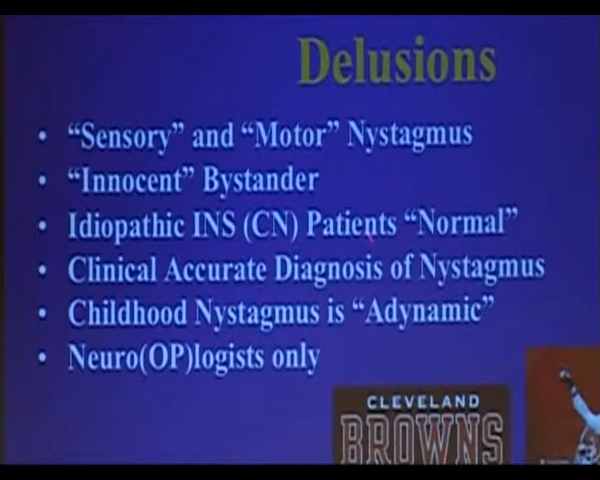 Delusions
• “Sensory” and “Motor” Nystagmus
• “Innocent” Bystander
• Idiopathic INS (CN) Patients “Normal”
• Clinical Accurate Diagnosis of Nystagmus
• Childhood Nystagmus is “Adynamic”
• Neuro(OP)logists only
CLEVELAND
BROWNS